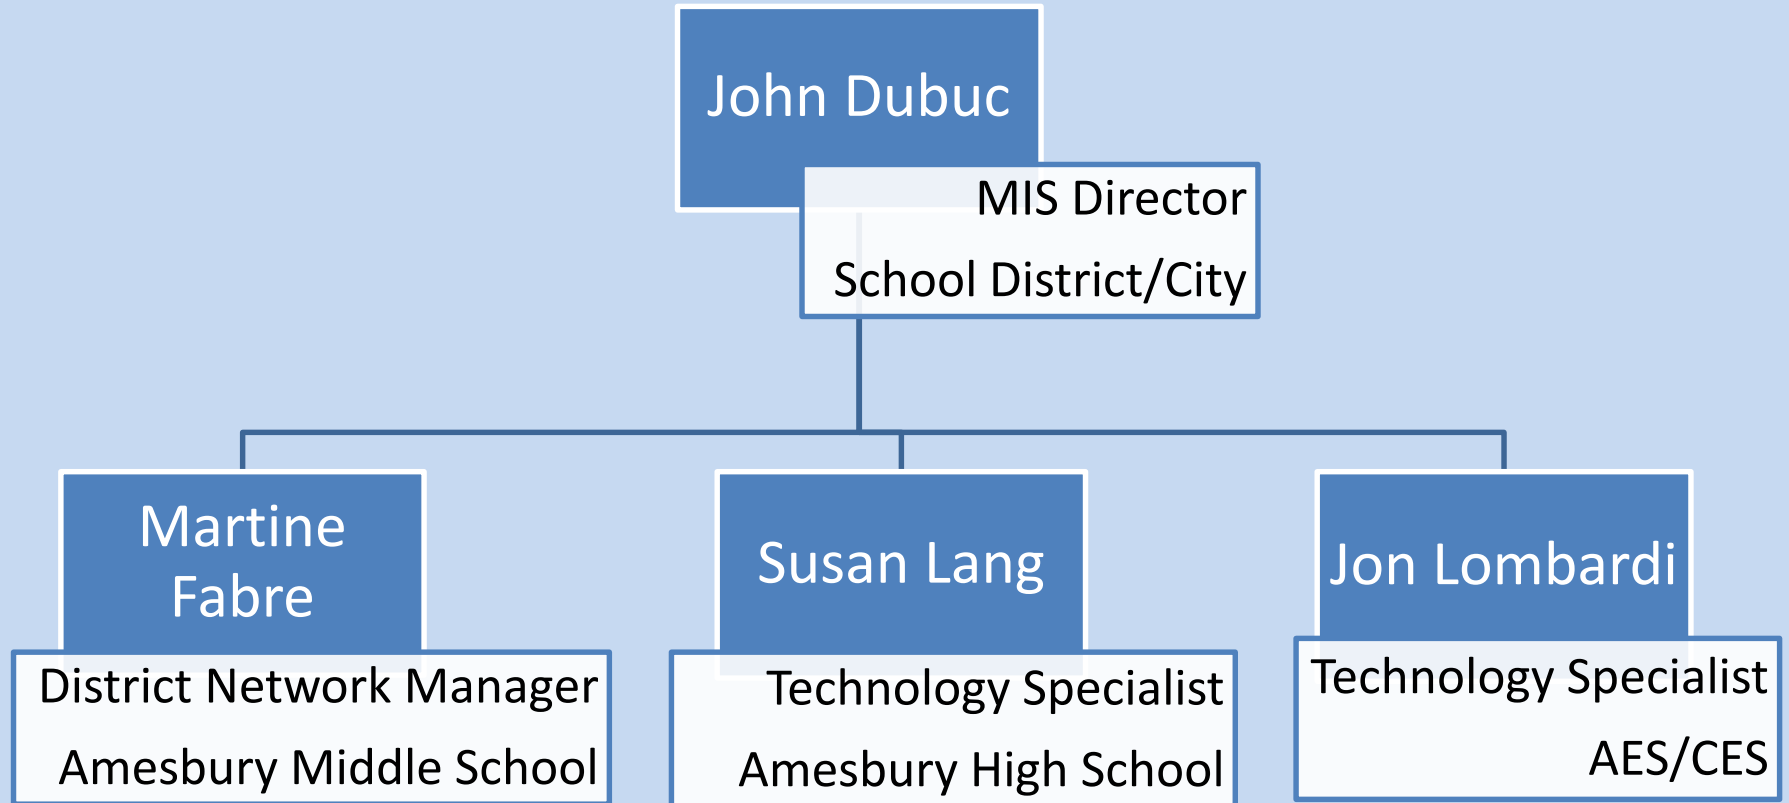 John Dubuc
MIS Director
School District/City
Martine
Fabre
District Network Manager
Amesbury Middle School
Susan Lang
Technology Specialist
Amesbury High School
Jon Lombardi
Technology Specialist
AES/CES